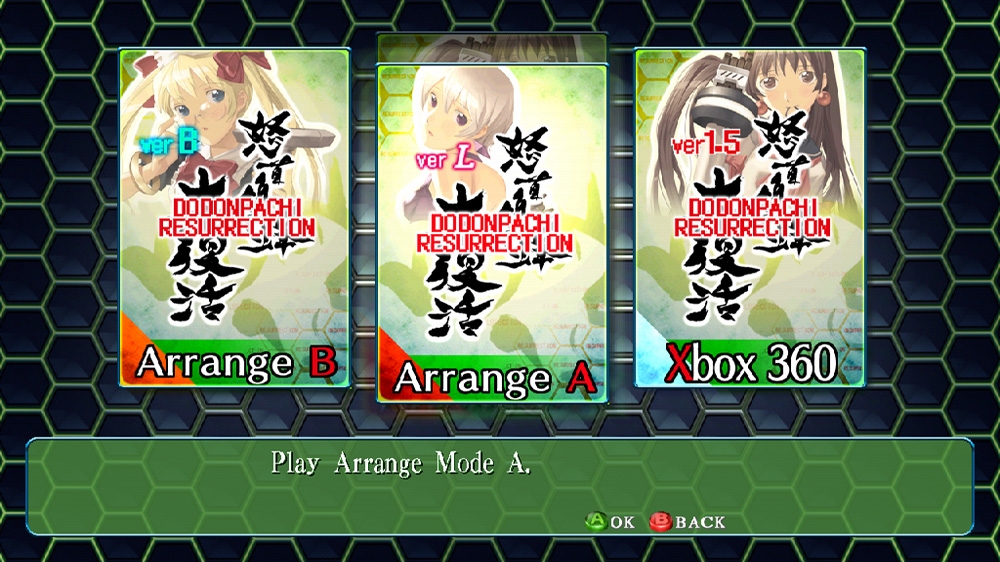 ver B
怒首領蜂
大復活
DODONPACHI
RESURRECTION
Arrange B
ver L
怒首領蜂
大復活
DODONPACHI
RESURRECTION
Arrange A
ver1.5
怒首領蜂
大復活
DODONPACHI
RESURRECTION
Xbox 360
Play Arrange Mode A.
A OK B BACK